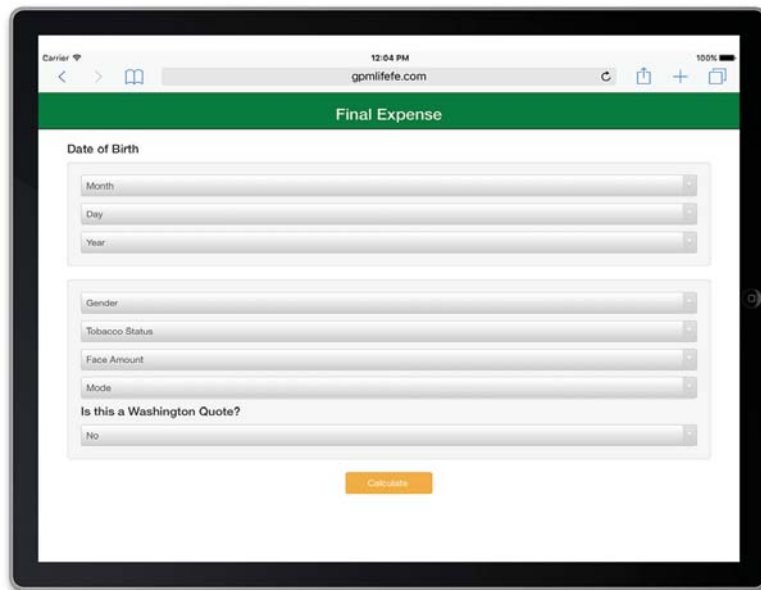 Carrier 12:04 PM 100%
gpmlifefe.com
Final Expense
Date of Birth
Month
Day
Year
Gender
Tobacco Status
Face Amount
Mode
Is this a Washington Quote?
No
Calculate